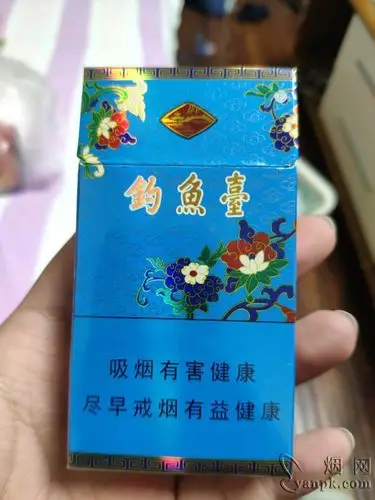 釣魚臺
吸烟有害健康
尽早戒烟有益健康
烟网
yanpk.com